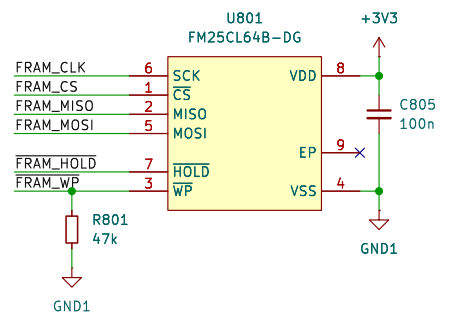 U801
FM25CL64B-DG
+3V3
FRAM_CLK 6 SCK VDD 8
FRAM_CS 1 CS
FRAM_MISO 2 MISO
FRAM_MOSI 5 MOSI
C805
100n
EP 9
FRAM_HOLD 7 HOLD
FRAM_WP 3 WP VSS 4
R801
47k
GND1
GND1